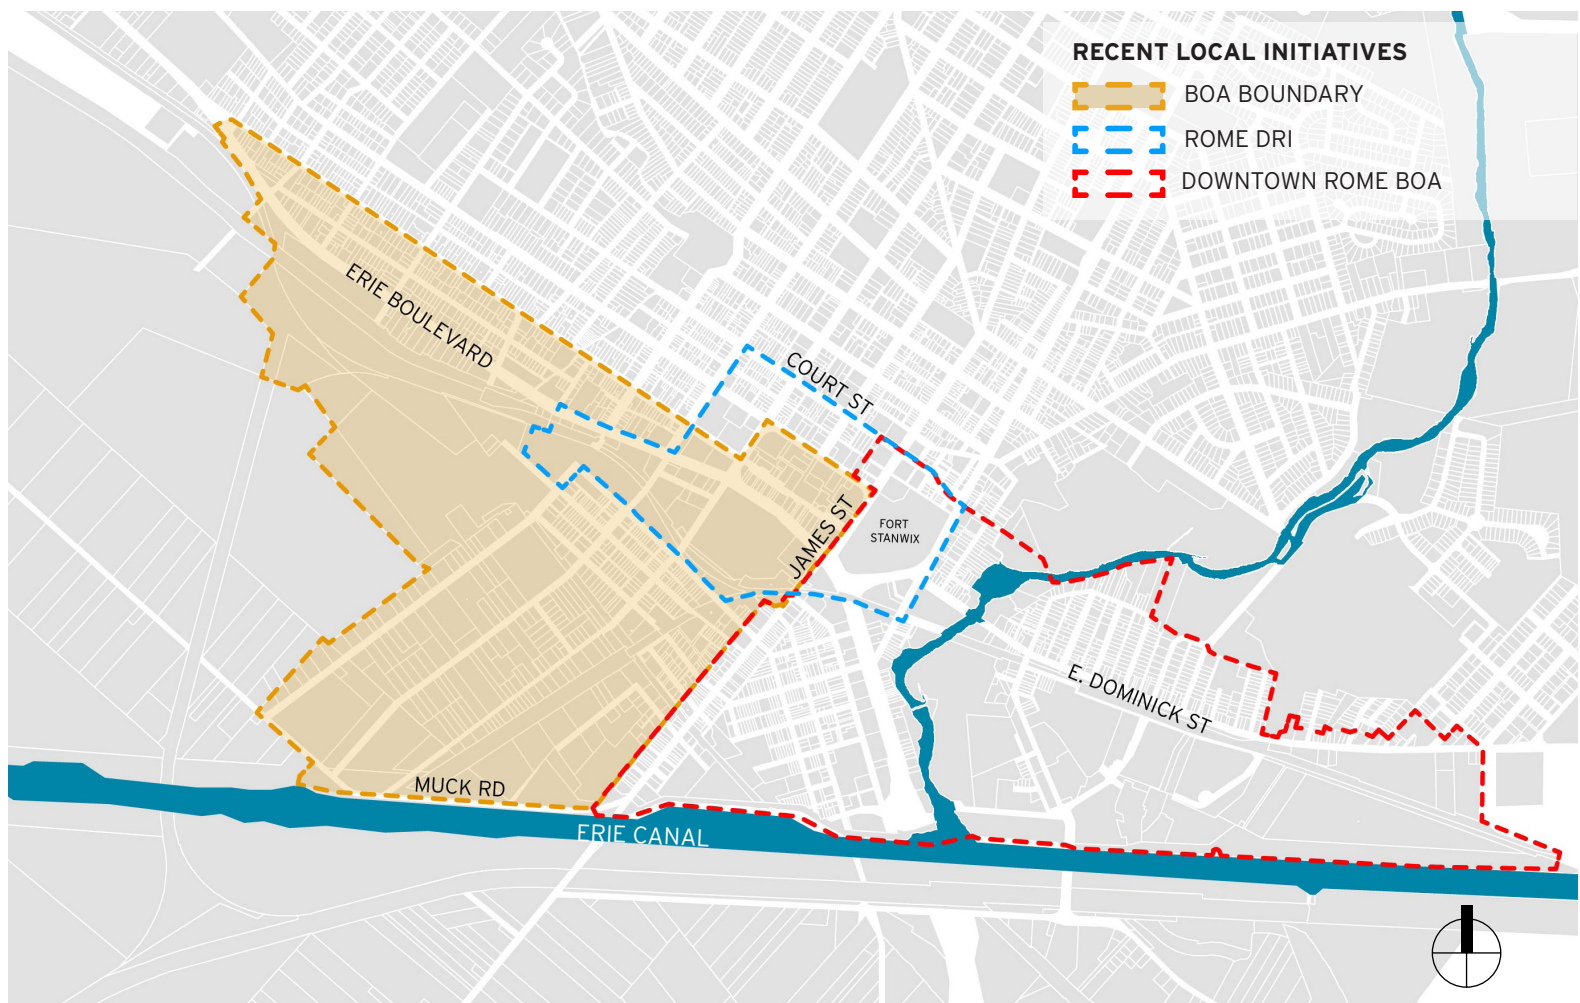 RECENT LOCAL INITIATIVES
BOA BOUNDARY
ROME DRI
DOWNTOWN ROME BOA
ERIE BOULEVARD
COURT ST
JAMES ST
FORT
STANWIX
E. DOMINICK ST
MUCK RD
ERIE CANAL